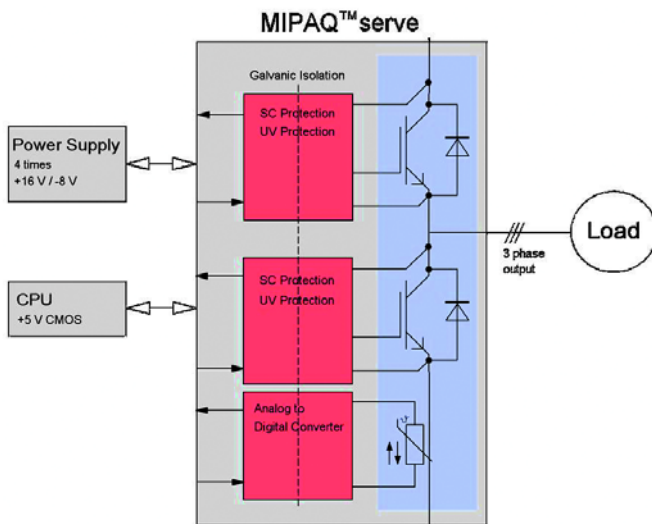 MIPAQ™serve
Galvanic Isolation
SC Protection
UV Protection
Power Supply
4 times
+16 V / -8 V
Load
3 phase
output
SC Protection
UV Protection
CPU
+5 V CMOS
Analog to
Digital Converter
ϑ